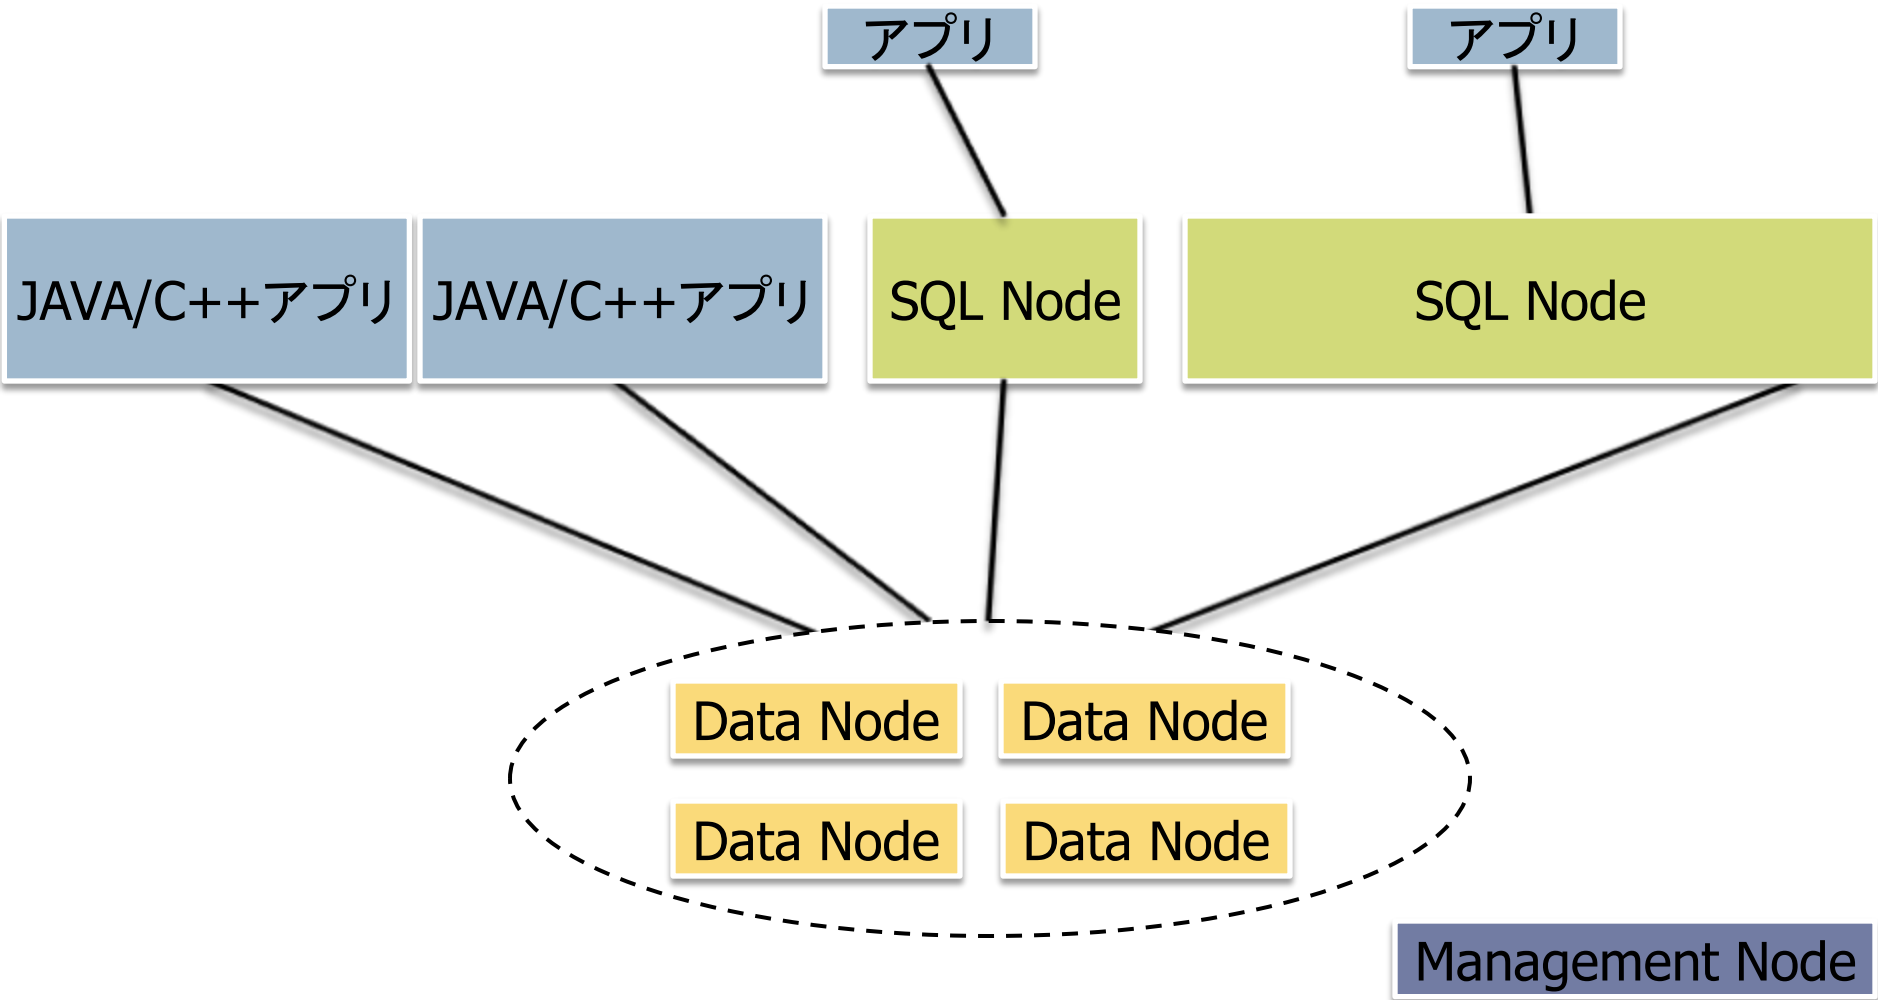 アプリ
アプリ
JAVA/C++アプリ
JAVA/C++アプリ
SQL Node
SQL Node
Data Node
Data Node
Data Node
Data Node
Management Node